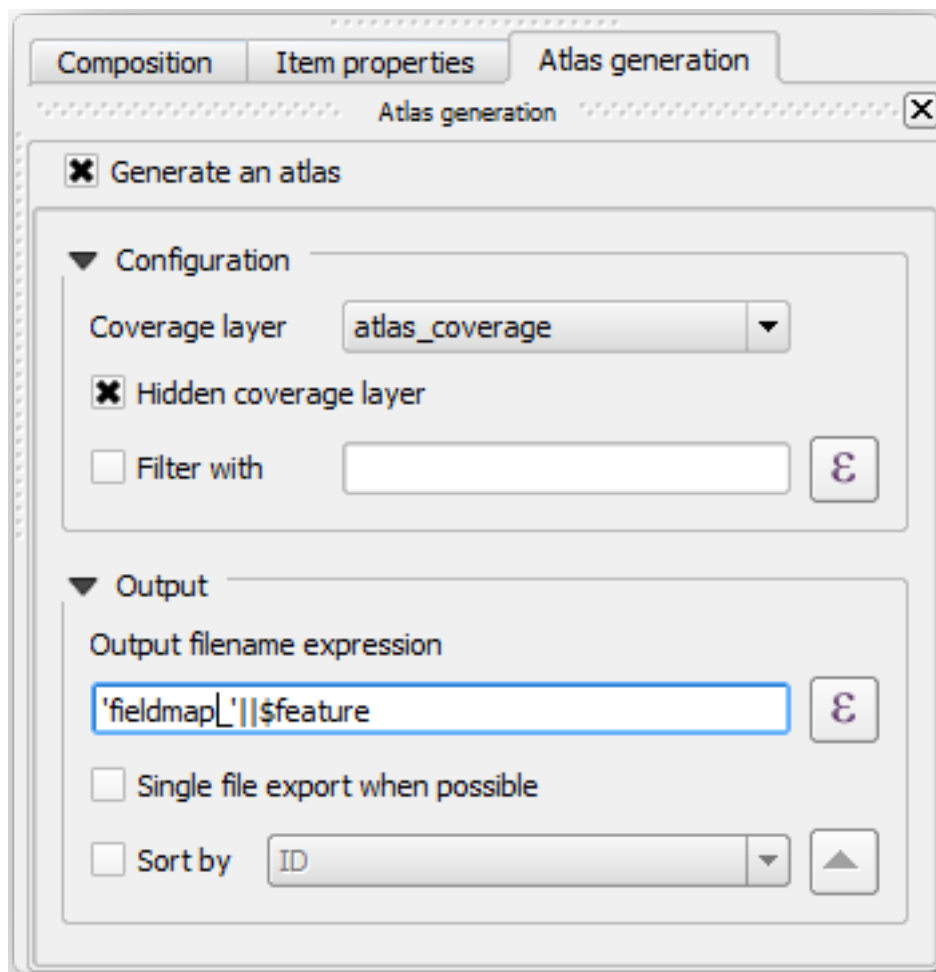 Composition Item properties Atlas generation
Atlas generation
Generate an atlas
Configuration
Coverage layer atlas_coverage
Hidden coverage layer
Filter with ε
Output
Output filename expression
'fieldmap_'||$feature ε
Single file export when possible
Sort by ID